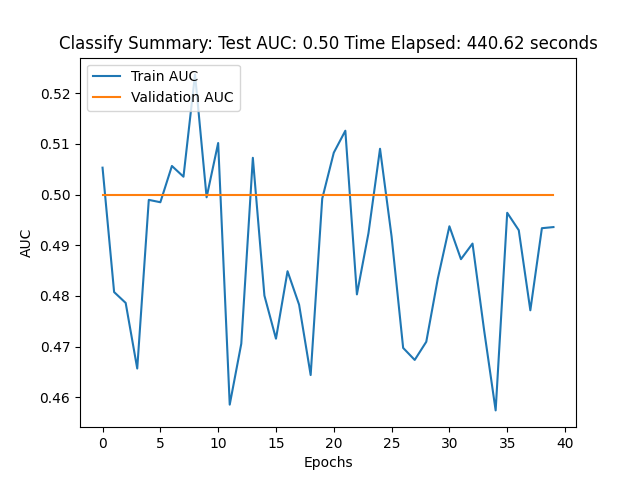 Classify Summary: Test AUC: 0.50 Time Elapsed: 440.62 seconds
Train AUC
Validation AUC
0.52
0.51
0.50
0.49
0.48
0.47
0.46
AUC
0 5 10 15 20 25 30 35 40
Epochs